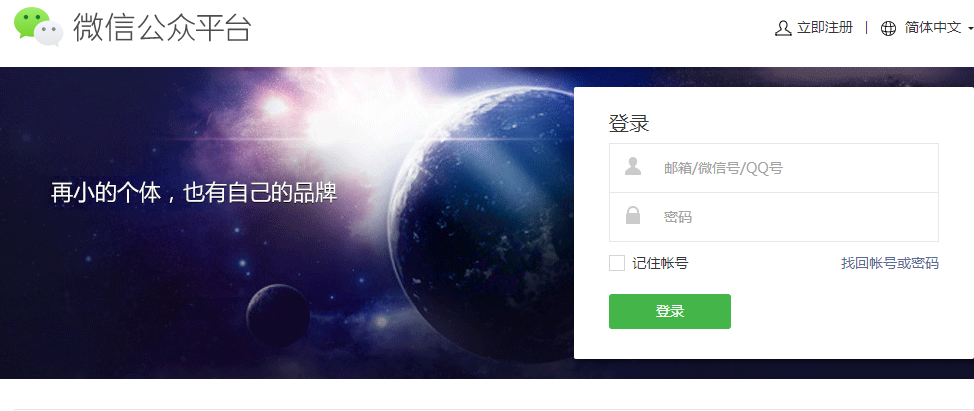 微信公众平台
立即注册 | 简体中文
再小的个体，也有自己的品牌
登录
邮箱/微信号/QQ号
密码
记住帐号 找回帐号或密码
登录